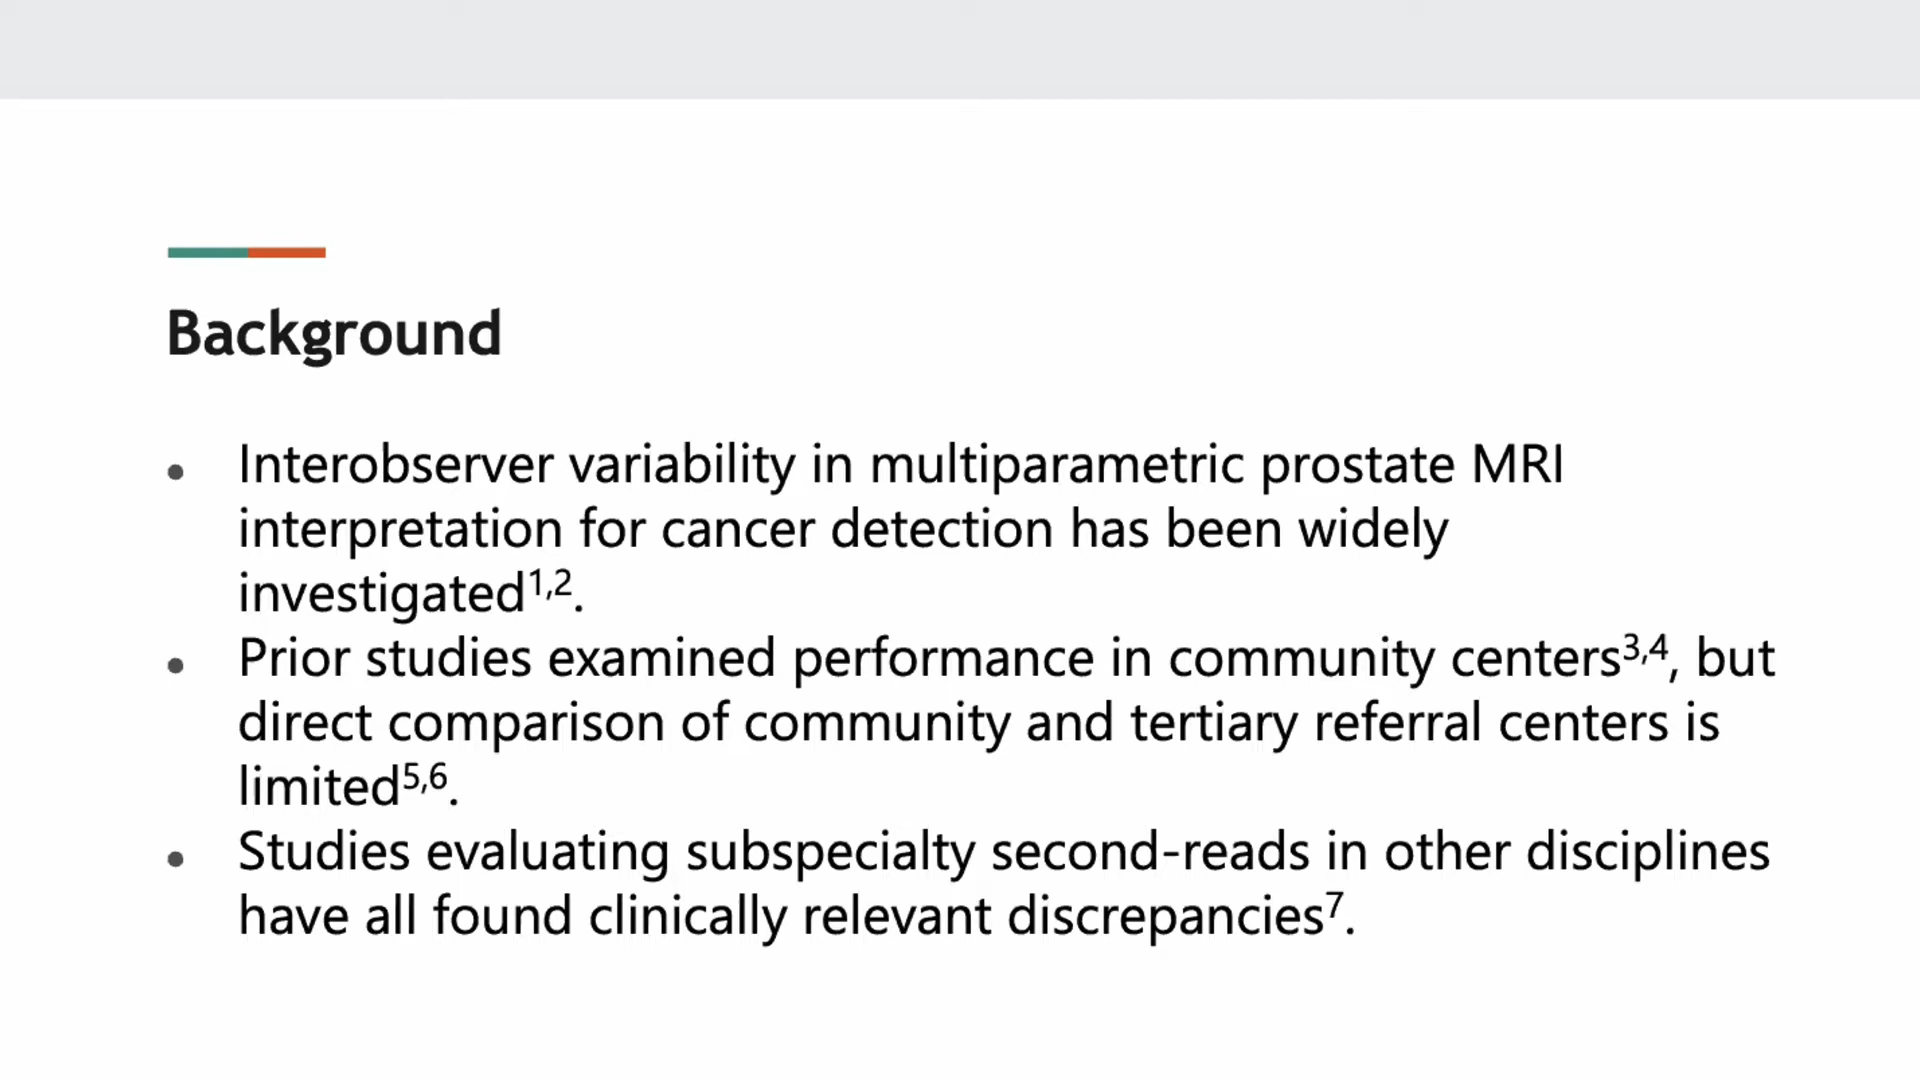 Background
• Interobserver variability in multiparametric prostate MRI
interpretation for cancer detection has been widely
investigated¹,².
• Prior studies examined performance in community centers³,⁴, but
direct comparison of community and tertiary referral centers is
limited⁵,⁶.
• Studies evaluating subspecialty second-reads in other disciplines
have all found clinically relevant discrepancies⁷.